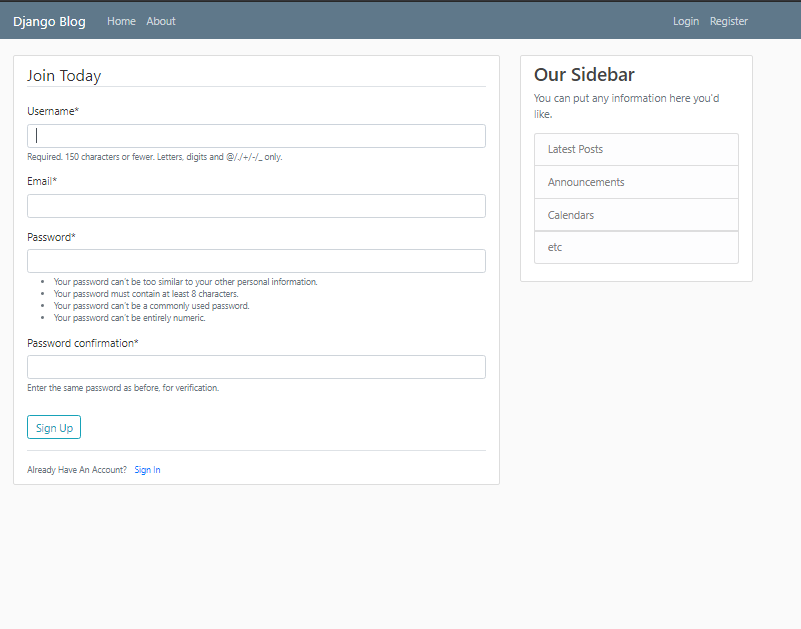 Django Blog Home About Login Register
Join Today
Username*
Required. 150 characters or fewer. Letters, digits and @/./+/-/_ only.
Email*
Password*
Your password can't be too similar to your other personal information.
Your password must contain at least 8 characters.
Your password can't be a commonly used password.
Your password can't be entirely numeric.
Password confirmation*
Enter the same password as before, for verification.
Sign Up
Already Have An Account? Sign In
Our Sidebar
You can put any information here you'd
like.
Latest Posts
Announcements
Calendars
etc